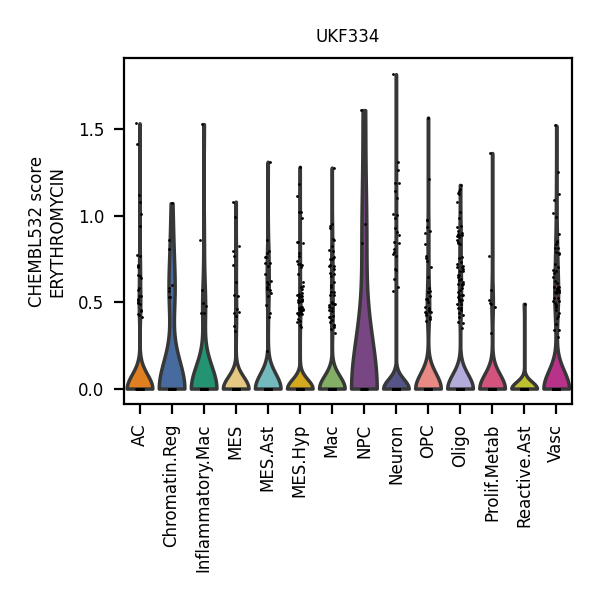 UKF334
CHEMBL532 score
ERYTHROMYCIN
1.5
1.0
0.5
0.0
AC
Chromatin.Reg
Inflammatory.Mac
MES
MES.Ast
MES.Hyp
Mac
NPC
Neuron
OPC
Oligo
Prolif.Metab
Reactive.Ast
Vasc